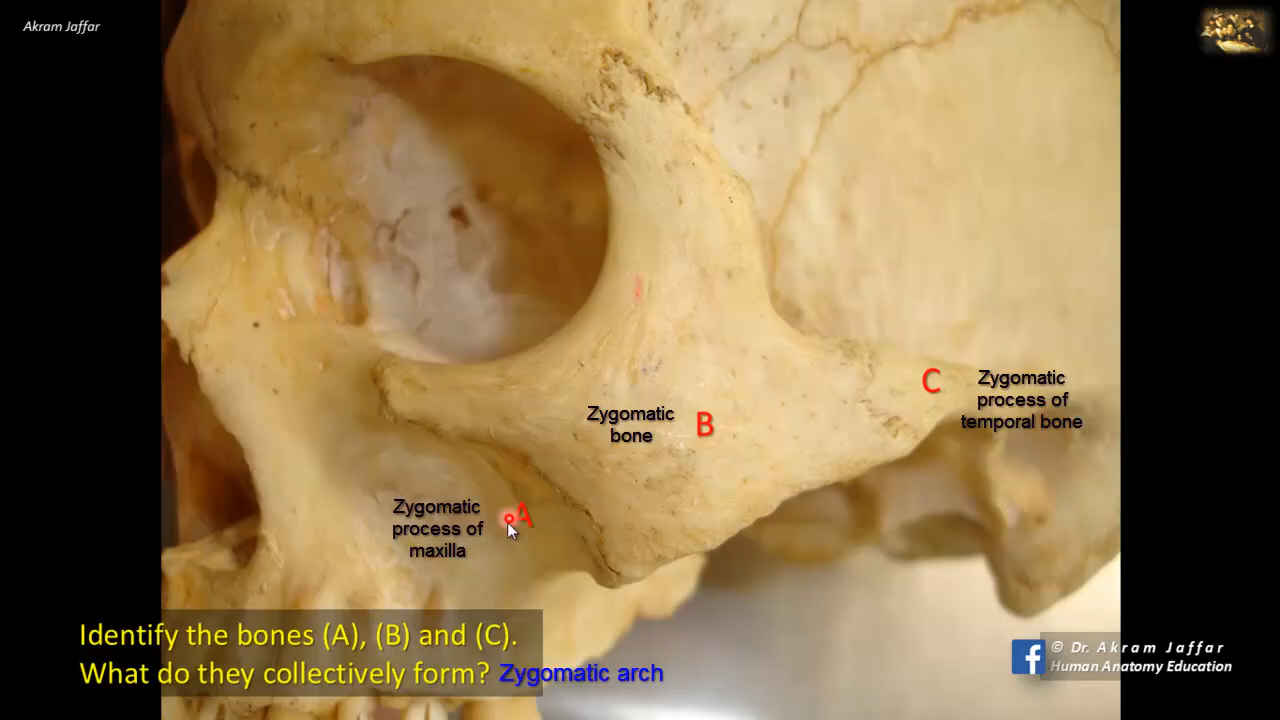 Akram Jaffar
C
Zygomatic
process of
temporal bone
Zygomatic
bone
B
Zygomatic
process of
maxilla
A
Identify the bones (A), (B) and (C).
What do they collectively form? Zygomatic arch
f
© Dr. Akram Jaffar
Human Anatomy Education